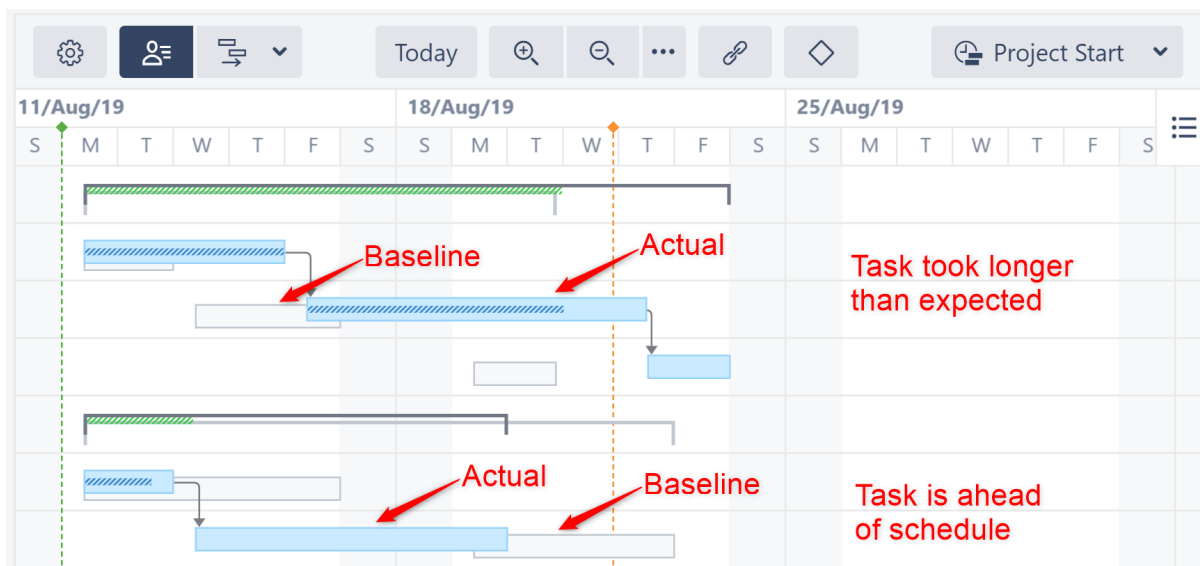 Today
Project Start
11/Aug/19 18/Aug/19 25/Aug/19
S M T W T F S S M T W T F S S M T W T F S
Baseline
Actual
Task took longer
than expected
Actual
Baseline
Task is ahead
of schedule